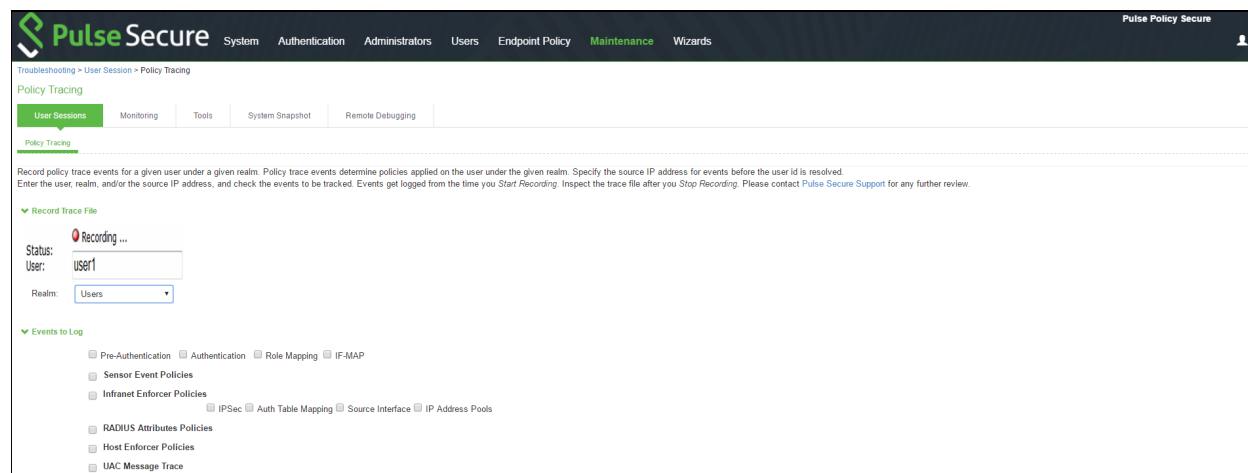 Pulse Policy Secure
Pulse Secure System Authentication Administrators Users Endpoint Policy Maintenance Wizards
Troubleshooting > User Session > Policy Tracing
Policy Tracing
User Sessions Monitoring Tools System Snapshot Remote Debugging
Policy Tracing
Record policy trace events for a given user under a given realm. Policy trace events determine policies applied on the user under the given realm. Specify the source IP address for events before the user id is resolved.
Enter the user, realm, and/or the source IP address, and check the events to be tracked. Events get logged from the time you Start Recording. Inspect the trace file after you Stop Recording. Please contact Pulse Secure Support for any further review.
Record Trace File
Status: Recording ...
User: user1
Realm: Users
Events to Log
Pre-Authentication Authentication Role Mapping IF-MAP
Sensor Event Policies
Infranet Enforcer Policies
IPSec Auth Table Mapping Source Interface IP Address Pools
RADIUS Attributes Policies
Host Enforcer Policies
UAC Message Trace